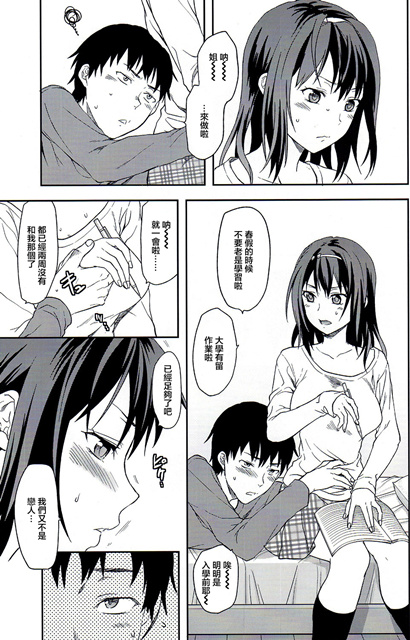 吶~~~~
姐~~~~
…來做啦
春假的時候
不要老是學習啦
大學有留
作業啦
唉~~~~
明明是
入學前耶
吶~~~~
就一會啦…
都已經兩周沒有
和我那個了
已經足夠了吧
我們又不是
戀人…